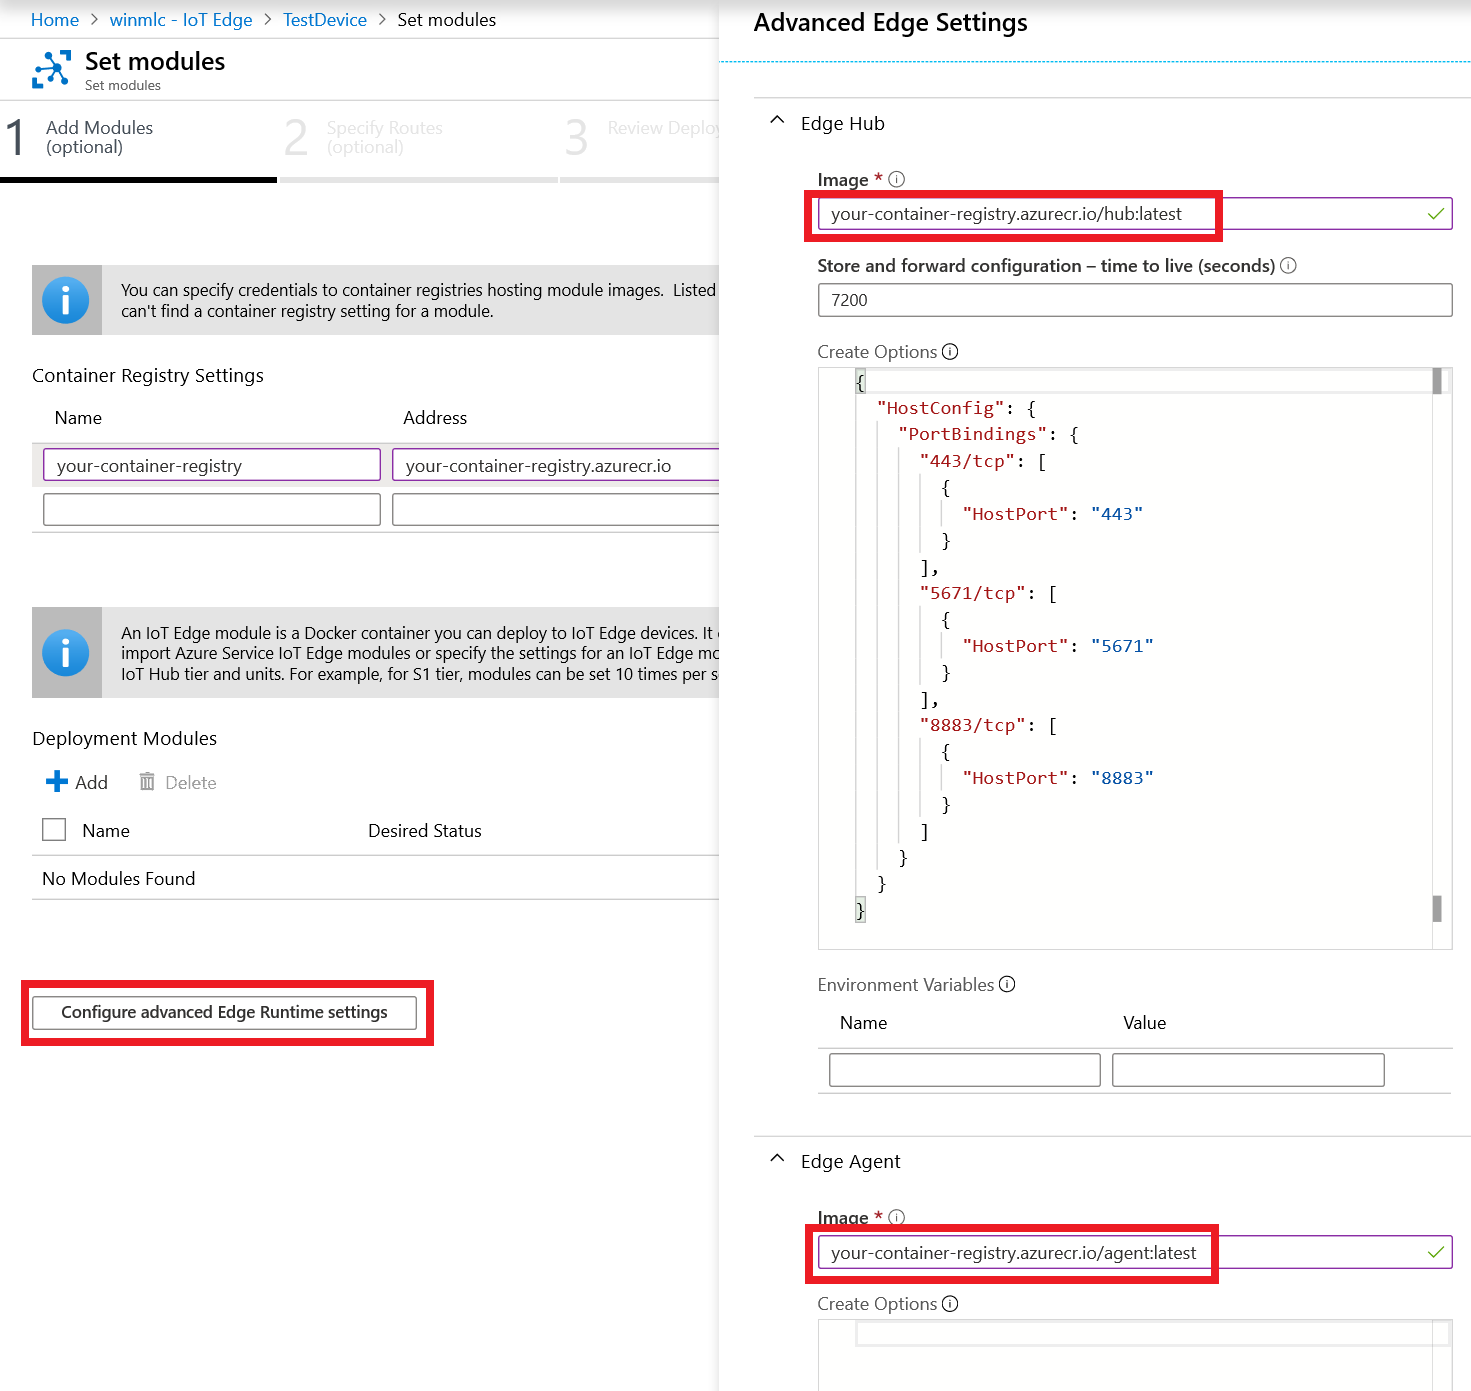 Home > winmlc - IoT Edge > TestDevice > Set modules
Set modules
Set modules
1 Add Modules
(optional)
2 Specify Routes
(optional)
3 Review Deploy
You can specify credentials to container registries hosting module images.  Listed
can't find a container registry setting for a module.
Container Registry Settings
Name Address
your-container-registry your-container-registry.azurecr.io
An IoT Edge module is a Docker container you can deploy to IoT Edge devices. It
import Azure Service IoT Edge modules or specify the settings for an IoT Edge
IoT Hub tier and units. For example, for S1 tier, modules can be set 10 times per
Deployment Modules
Add Delete
Name Desired Status
No Modules Found
Configure advanced Edge Runtime settings
Advanced Edge Settings
Edge Hub
Image *
your-container-registry.azurecr.io/hub:latest
Store and forward configuration – time to live (seconds)
7200
Create Options
{
"HostConfig": {
"PortBindings": {
"443/tcp": [
{
"HostPort": "443"
}
],
"5671/tcp": [
{
"HostPort": "5671"
}
],
"8883/tcp": [
{
"HostPort": "8883"
}
]
}
}
}
Environment Variables
Name Value
Edge Agent
Image *
your-container-registry.azurecr.io/agent:latest
Create Options